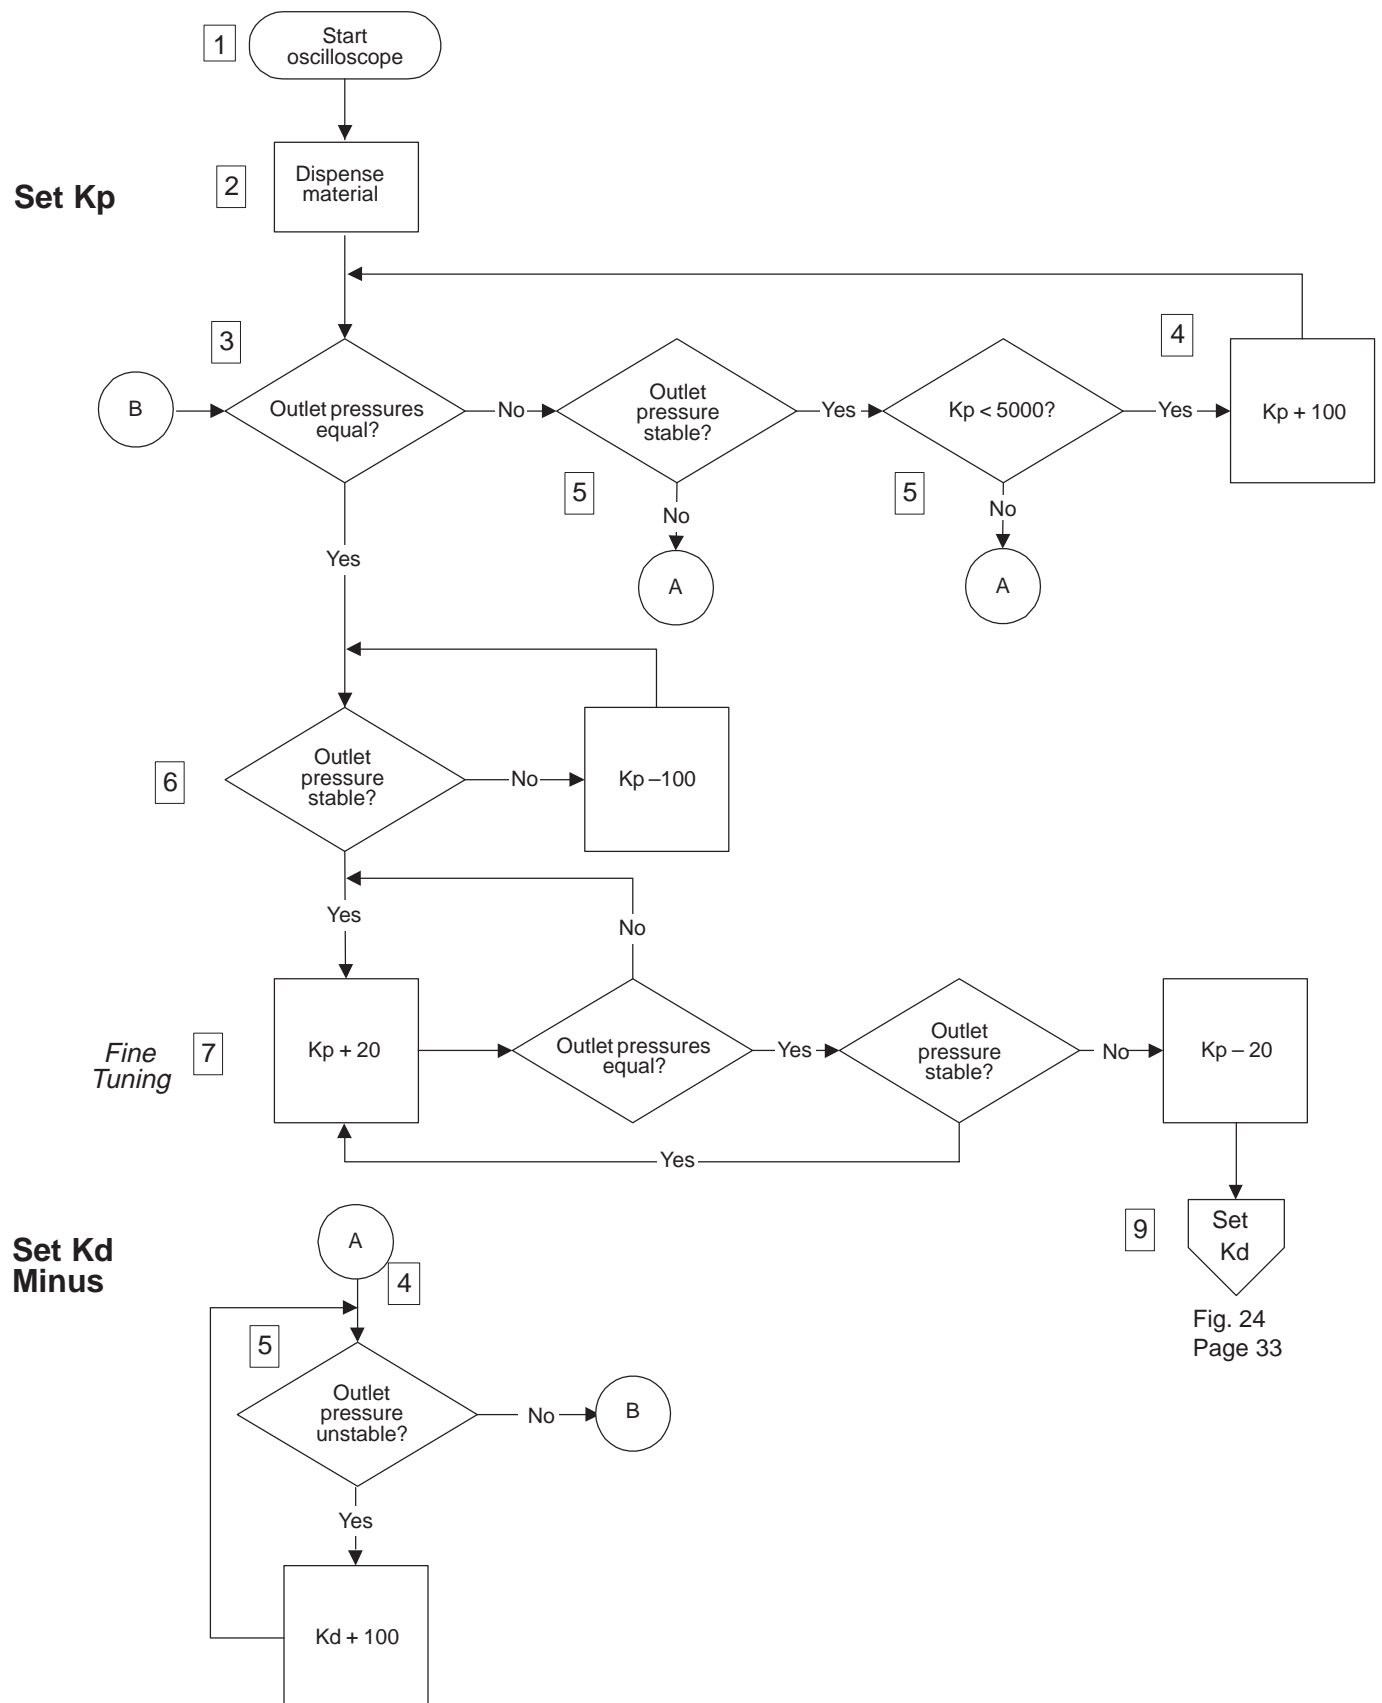 1
Start
oscilloscope
Set Kp
2
Dispense
material
3
4
B
Outlet pressures
equal?
No
Outlet
pressure
stable?
Yes
Kp < 5000?
Yes
Kp + 100
5
5
No
No
Yes
A
A
6
Outlet
pressure
stable?
No
Kp –100
Yes
No
Fine
Tuning
7
Kp + 20
Outlet pressures
equal?
Yes
Outlet
pressure
stable?
No
Kp – 20
Yes
9
Set
Kd
Fig. 24
Page 33
Set Kd
Minus
A
4
5
Outlet
pressure
unstable?
No
B
Yes
Kd + 100